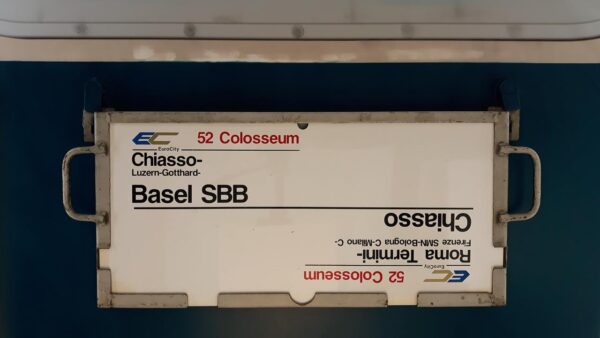 EC 52 Colosseum
EuroCity
Chiasso-
Luzern-Gotthard-
Basel SBB
EC 52 Colosseum
EuroCity
Roma Termini-
Firenze SMN-Bologna C-Milano C-
Chiasso